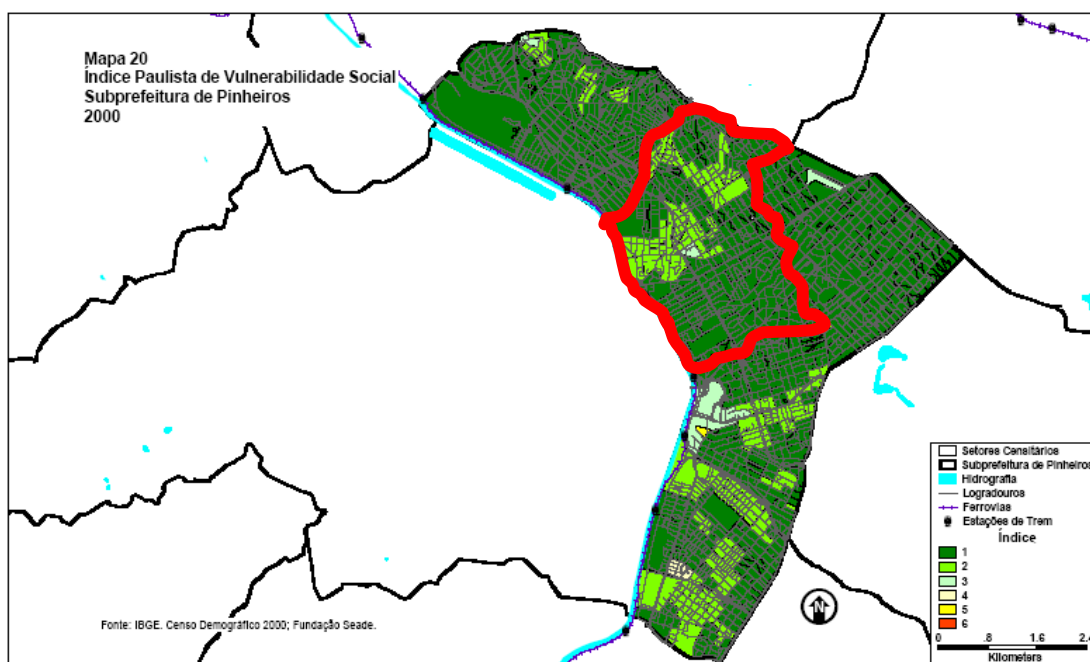 Mapa 20
Índice Paulista de Vulnerabilidade Social
Subprefeitura de Pinheiros
2000
Setores Censitários
Subprefeitura de Pinheiros
Hidrografia
Logradouros
Ferrovias
Estações de Trem
Índice
1
2
3
4
5
6
N
Fonte: IBGE. Censo Demográfico 2000; Fundação Seade.
0 .8 1.6 2.4
Kilometers